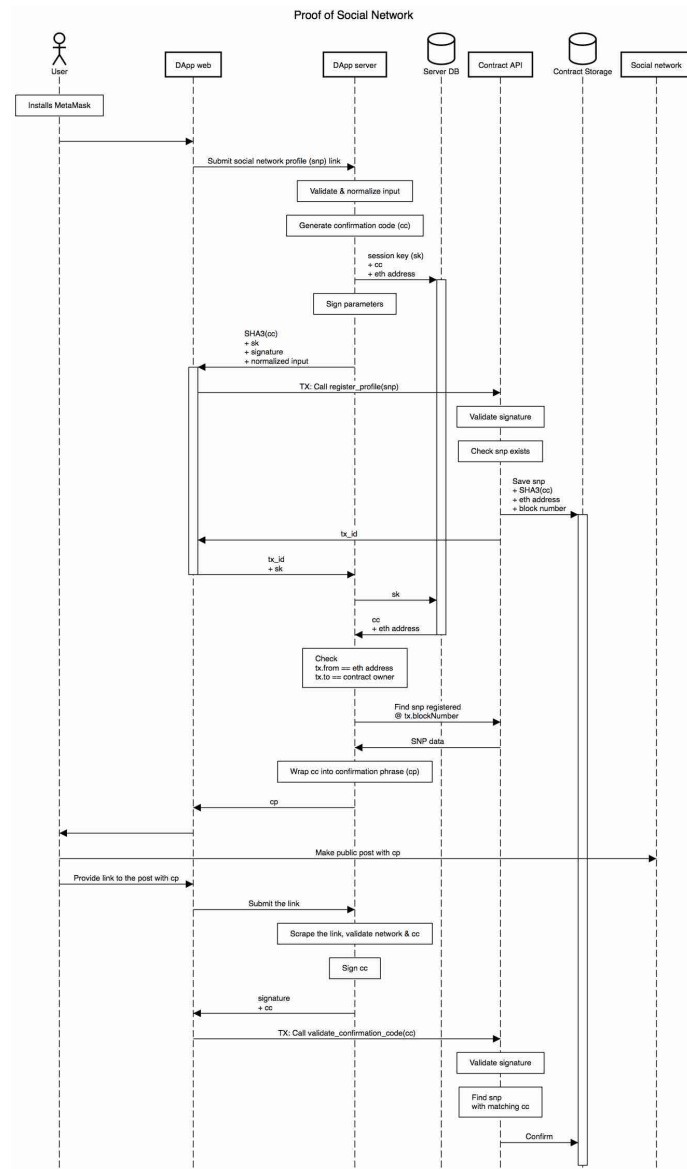 Proof of Social Network
User
DApp web
DApp server
Server DB
Contract API
Contract Storage
Social network
Installs MetaMask
Submit social network profile (snp) link
Validate & normalize input
Generate confirmation code (cc)
session key (sk)
+ cc
+ eth address
Sign parameters
SHA3(cc)
+ sk
+ signature
+ normalized input
TX: Call register_profile(snp)
Validate signature
Check snp exists
Save snp
+ SHA3(cc)
+ eth address
+ block number
tx_id
tx_id
+ sk
sk
cc
+ eth address
Check
tx.from == eth address
tx.to == contract owner
Find snp registered
@ tx.blockNumber
SNP data
Wrap cc into confirmation phrase (cp)
cp
Make public post with cp
Provide link to the post with cp
Submit the link
Scrape the link, validate network & cc
Sign cc
signature
+ cc
TX: Call validate_confirmation_code(cc)
Validate signature
Find snp
with matching cc
Confirm